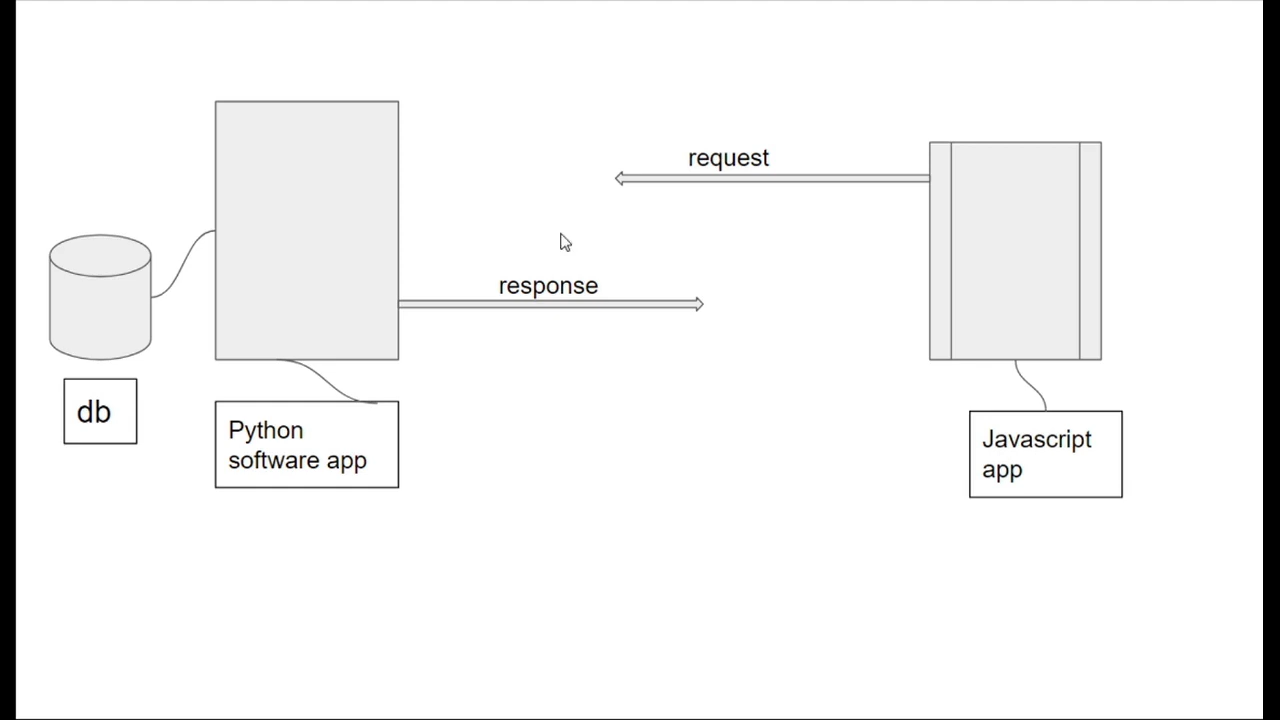 request
response
db
Python
software app
Javascript
app